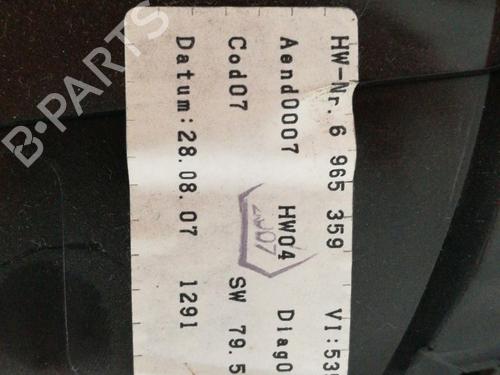 HW-Nr. 6 965 359 VI:535
Aend0007 HW04 Diag0
Cod07 SW 79.5
Datum:28.08.07 1291
B-PARTS